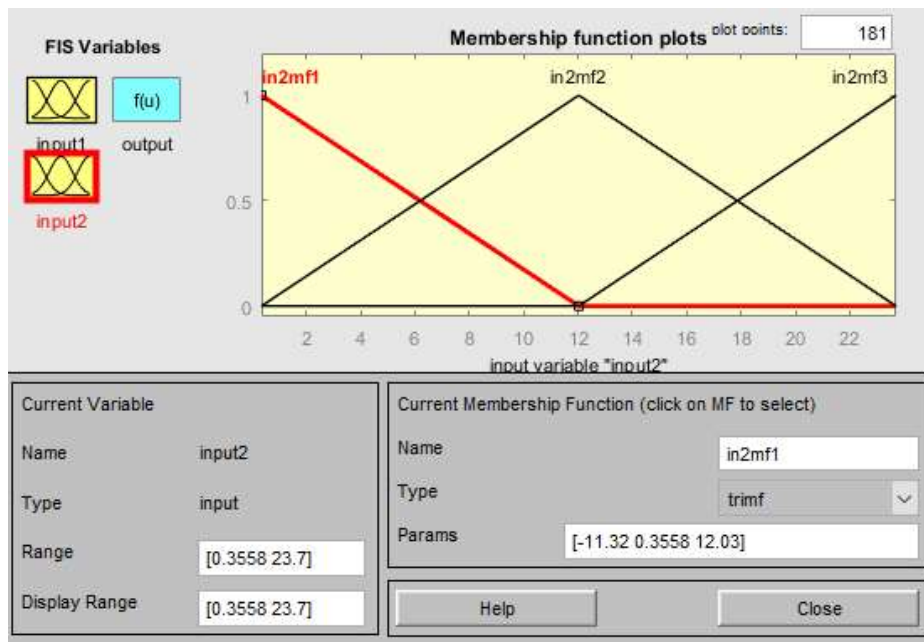 FIS Variables
Membership function plots
plot points:
181
f(u)
input1
output
input2
in2mf1
in2mf2
in2mf3
1
0.5
0
2 4 6 8 10 12 14 16 18 20 22
input variable "input2"
Current Variable
Name input2
Type input
Range [0.3558 23.7]
Display Range [0.3558 23.7]
Current Membership Function (click on MF to select)
Name in2mf1
Type trimf
Params [-11.32 0.3558 12.03]
Help Close